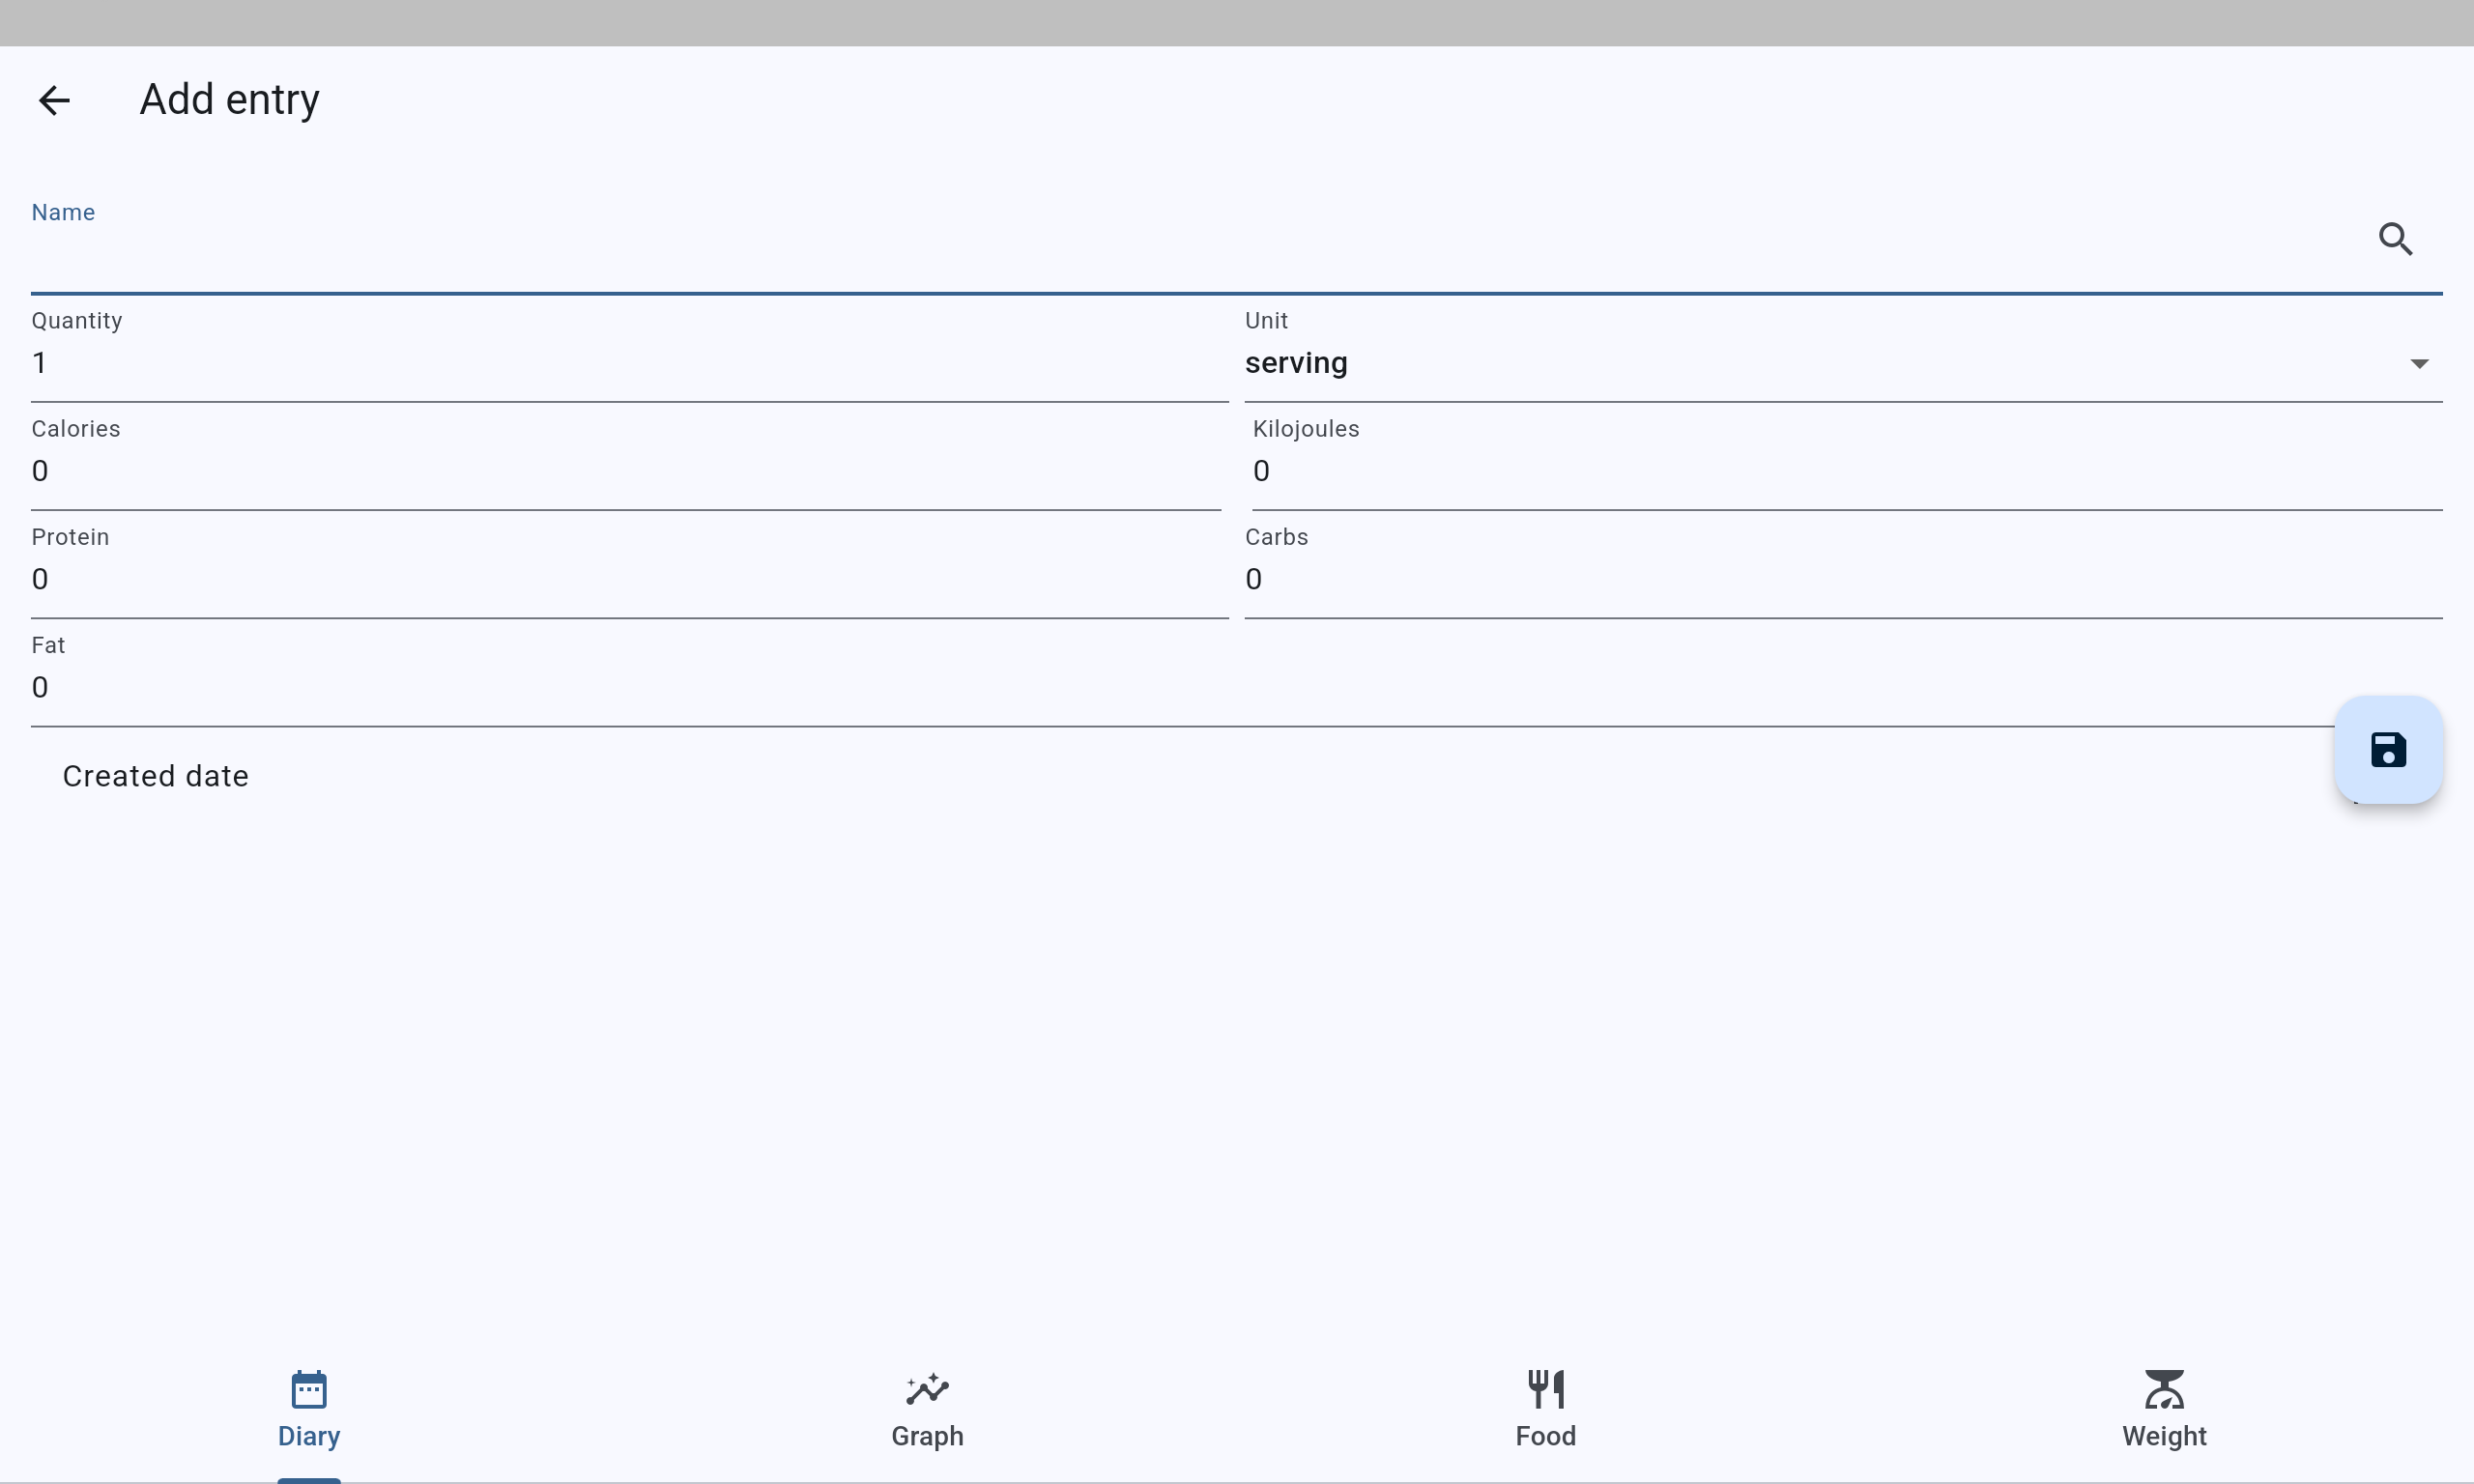 Add entry
Name
Quantity
1
Unit
serving
Calories
0
Kilojoules
0
Protein
0
Carbs
0
Fat
0
Created date
Diary
Graph
Food
Weight